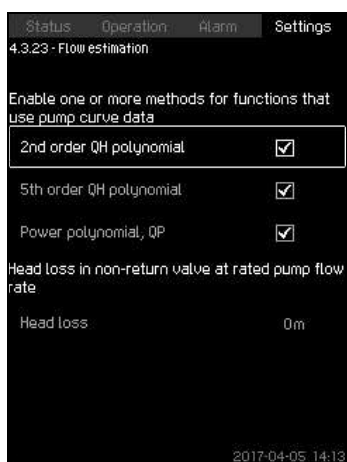 Status Operation Alarm Settings
4.3.23 - Flow estimation
Enable one or more methods for functions that
use pump curve data
2nd order QH polynomial
5th order QH polynomial
Power polynomial, QP
Head loss in non-return valve at rated pump flow
rate
Head loss 0m
2017-04-05 14:13